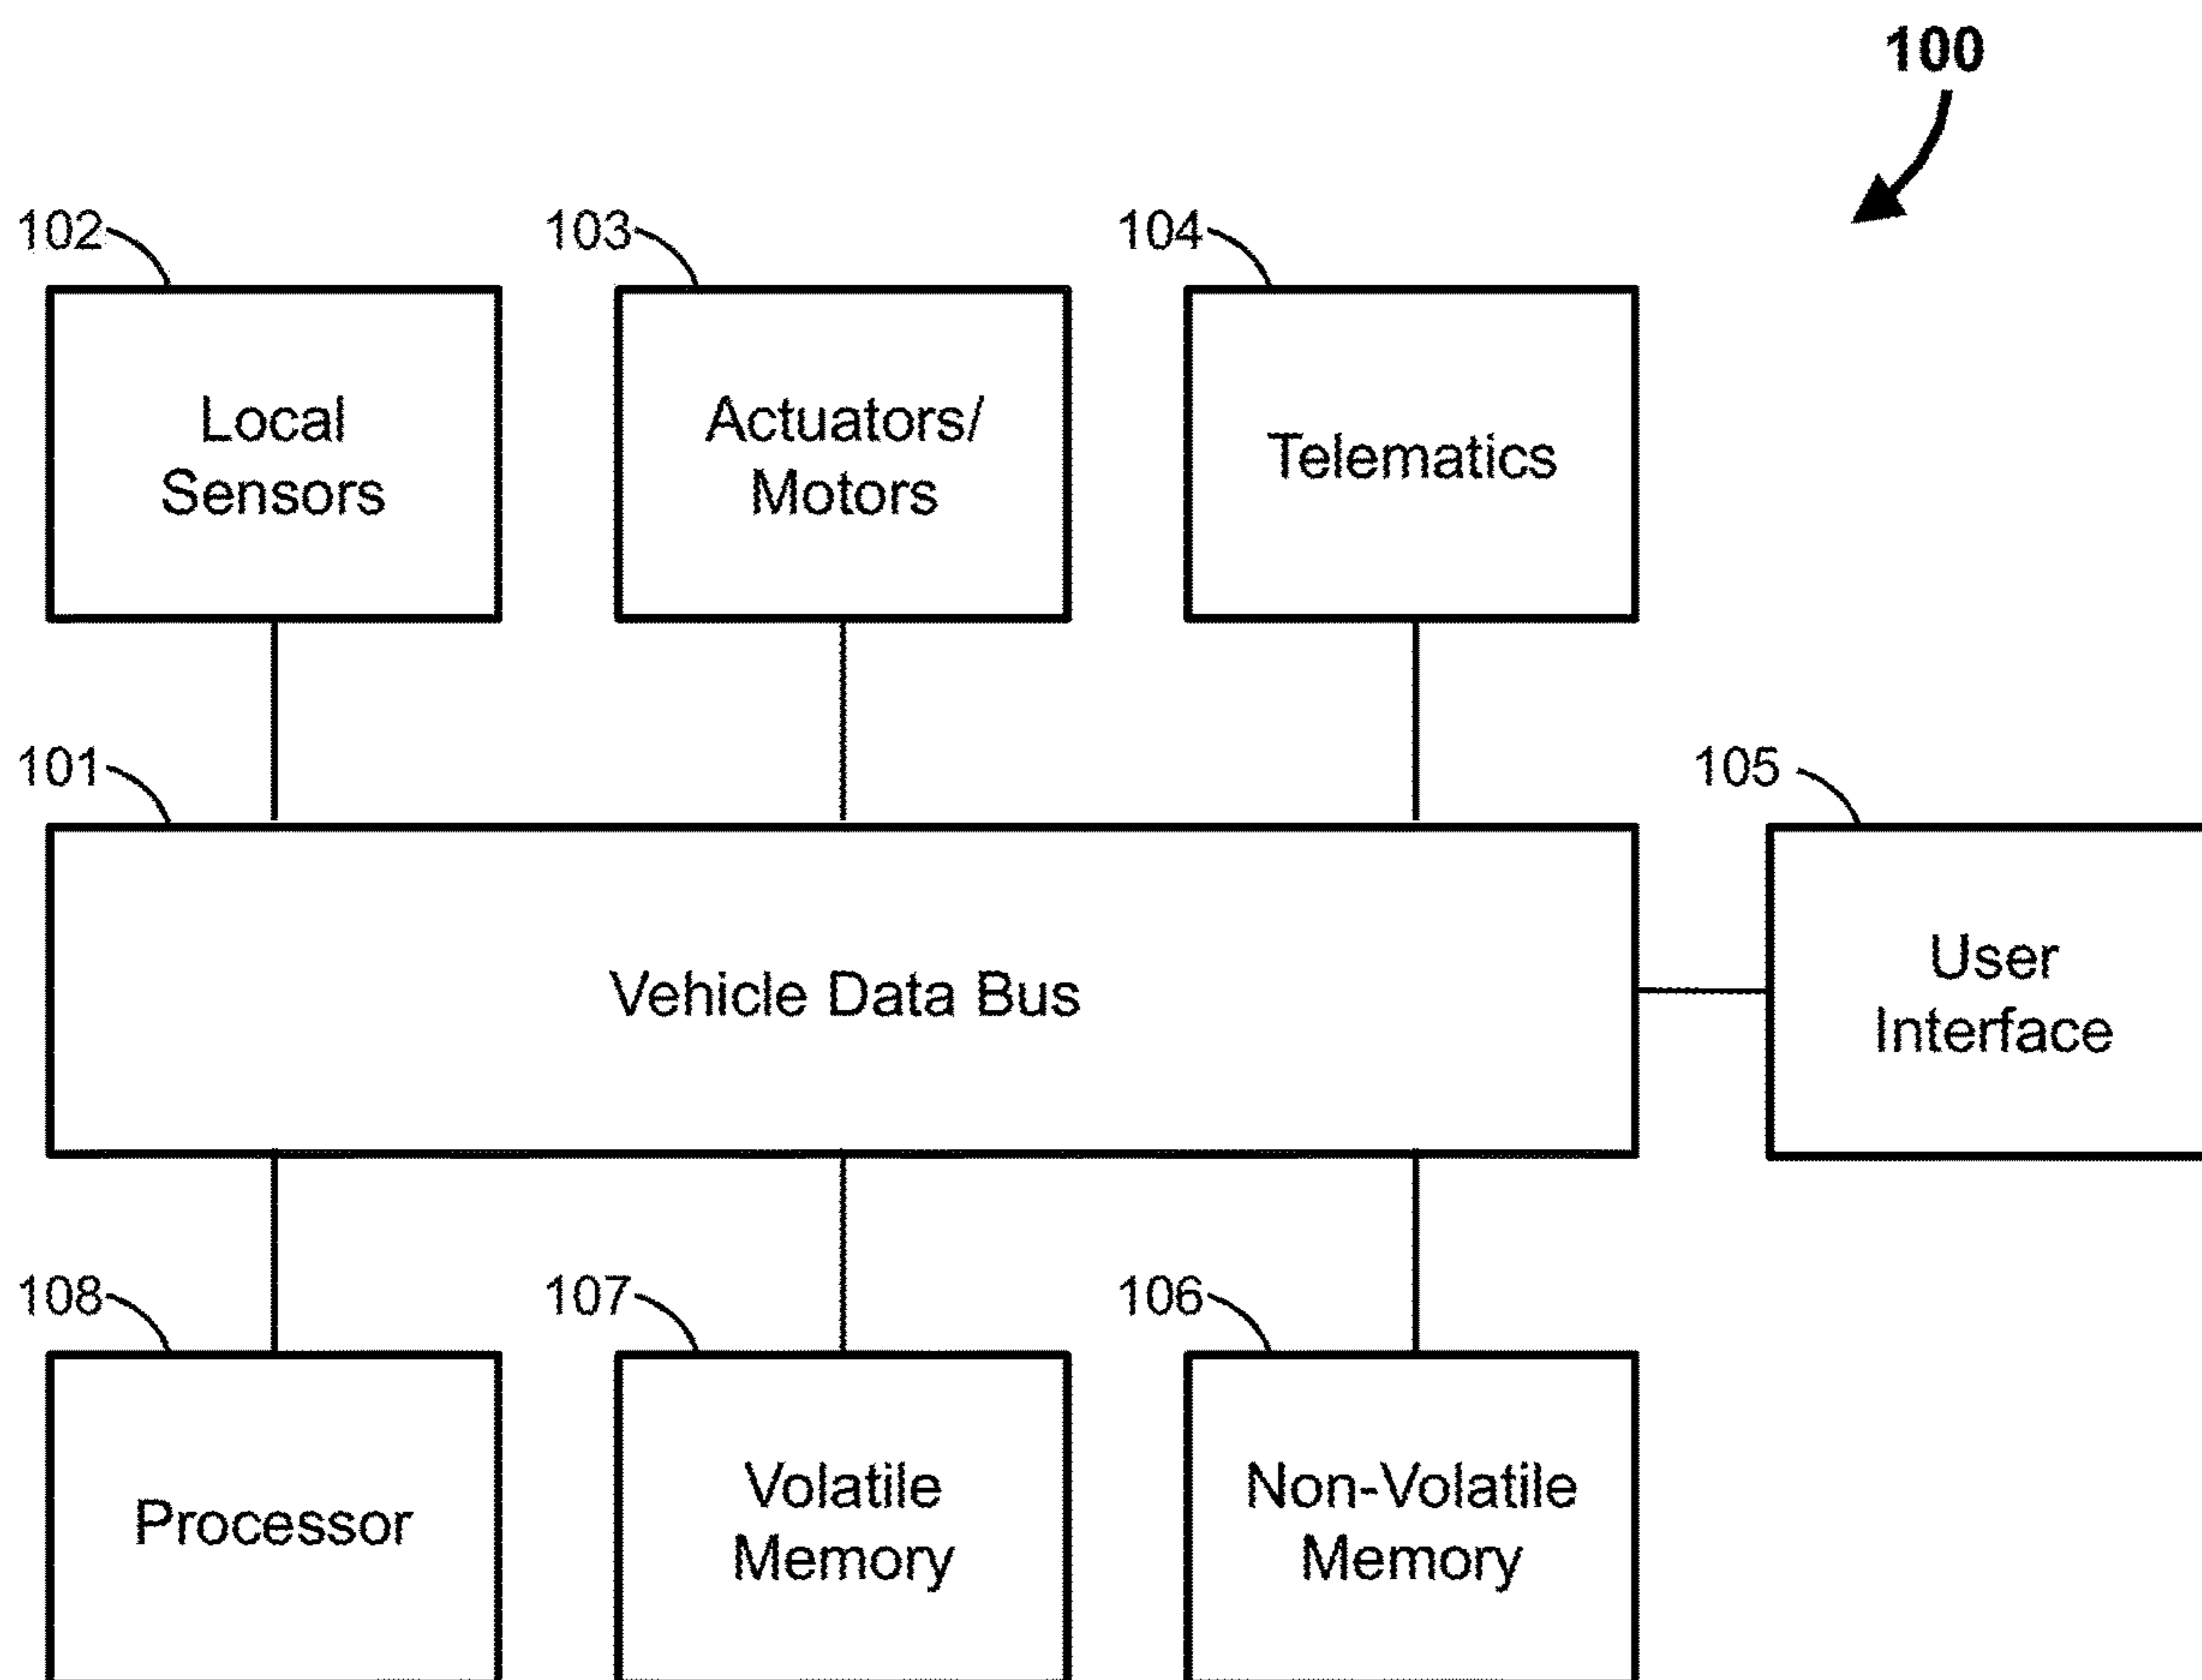 100
102
103
104
Local
Sensors
Actuators/
Motors
Telematics
101
105
Vehicle Data Bus
User
Interface
108
107
106
Processor
Volatile
Memory
Non-Volatile
Memory